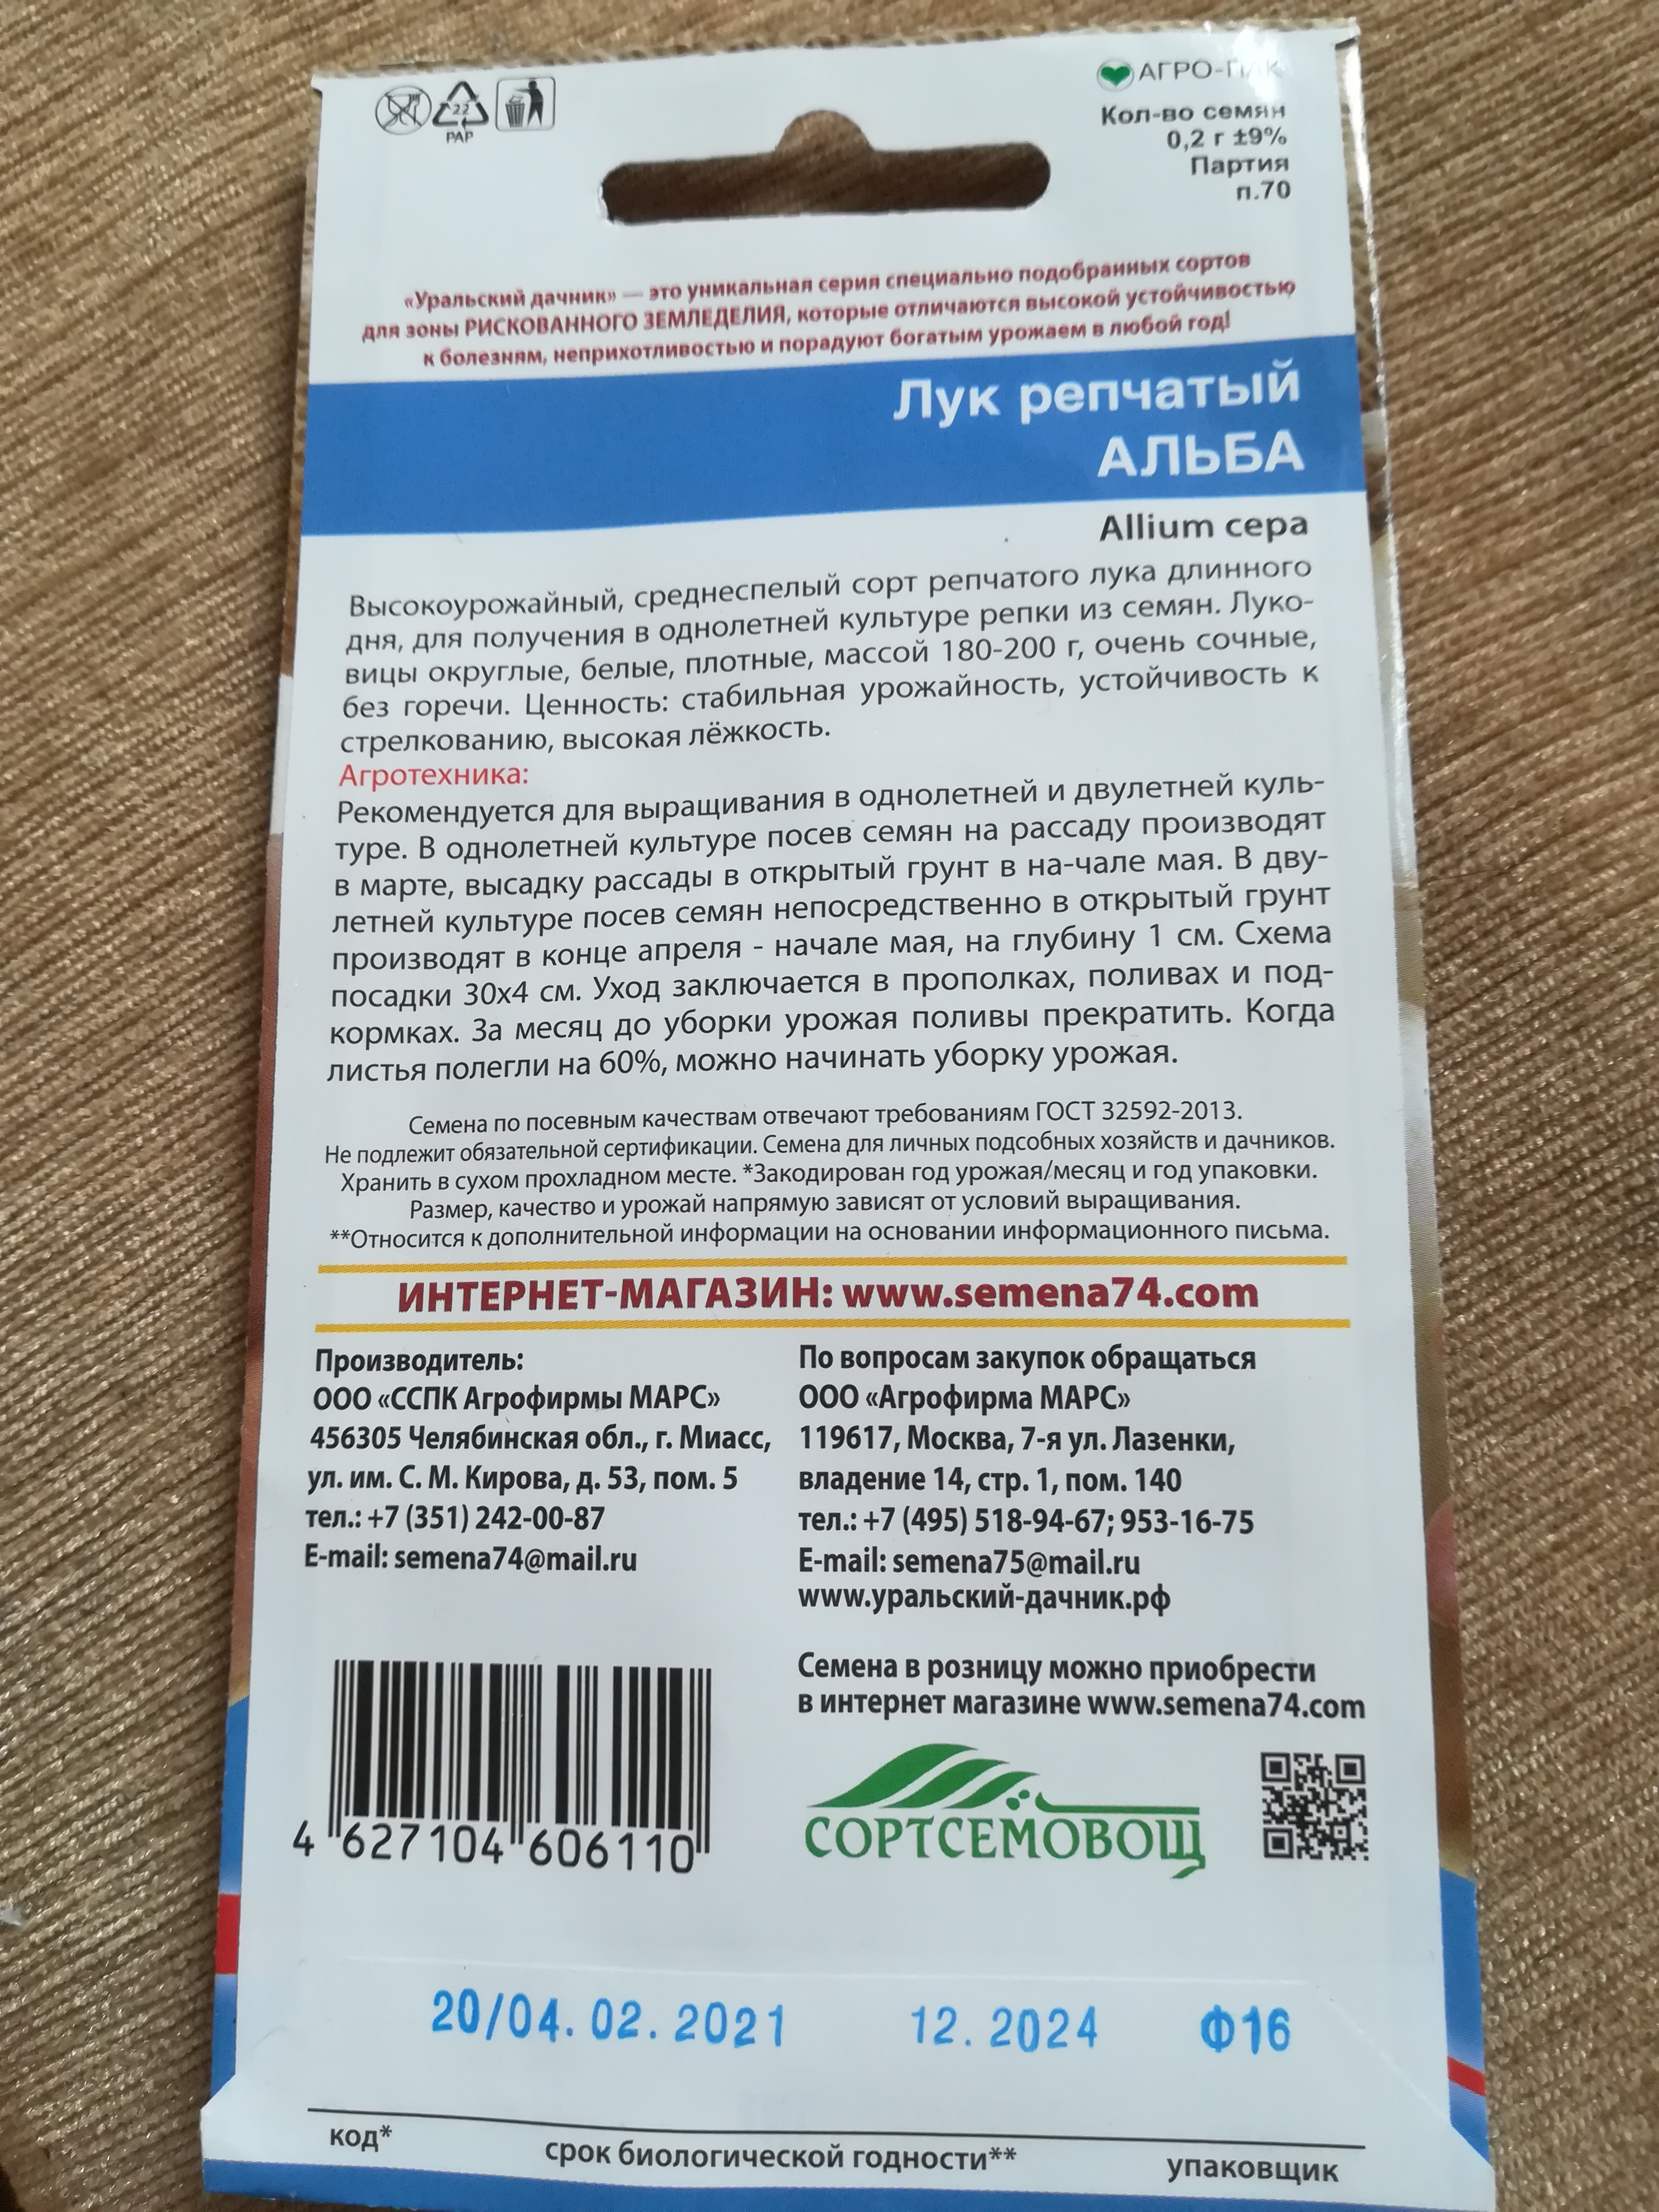 22
PAP
АГРО-ПАК
Кол-во семян
0,2 г ±9%
Партия
п.70
«Уральский дачник» — это уникальная серия специально подобранных сортов
для зоны РИСКОВАННОГО ЗЕМЛЕДЕЛИЯ, которые отличаются высокой устойчивостью
к болезням, неприхотливостью и порадуют богатым урожаем в любой год!
Лук репчатый
АЛЬБА
Allium cepa
Высокоурожайный, среднеспелый сорт репчатого лука длинного
дня, для получения в однолетней культуре репки из семян. Луко-
вицы округлые, белые, плотные, массой 180-200 г, очень сочные,
без горечи. Ценность: стабильная урожайность, устойчивость к
стрелкованию, высокая лёжкость.
Агротехника:
Рекомендуется для выращивания в однолетней и двулетней куль-
туре. В однолетней культуре посев семян на рассаду производят
в марте, высадку рассады в открытый грунт в на-чале мая. В дву-
летней культуре посев семян непосредственно в открытый грунт
производят в конце апреля - начале мая, на глубину 1 см. Схема
посадки 30х4 см. Уход заключается в прополках, поливах и под-
кормках. За месяц до уборки урожая поливы прекратить. Когда
листья полегли на 60%, можно начинать уборку урожая.
Семена по посевным качествам отвечают требованиям ГОСТ 32592-2013.
Не подлежит обязательной сертификации. Семена для личных подсобных хозяйств и дачников.
Хранить в сухом прохладном месте. *Закодирован год урожая/месяц и год упаковки.
Размер, качество и урожай напрямую зависят от условий выращивания.
**Относится к дополнительной информации на основании информационного письма.
ИНТЕРНЕТ-МАГАЗИН: www.semena74.com
Производитель:
ООО «ССПК Агрофирмы МАРС»
456305 Челябинская обл., г. Миасс,
ул. им. С. М. Кирова, д. 53, пом. 5
тел.: +7 (351) 242-00-87
E-mail: semena74@mail.ru
По вопросам закупок обращаться
ООО «Агрофирма МАРС»
119617, Москва, 7-я ул. Лазенки,
владение 14, стр. 1, пом. 140
тел.: +7 (495) 518-94-67; 953-16-75
E-mail: semena75@mail.ru
www.уральский-дачник.рф
Семена в розницу можно приобрести
в интернет магазине www.semena74.com
4 627104 606110
СОРТСЕМОВОЩ
20/04.02.2021 12.2024 Ф16
код* срок биологической годности** упаковщик